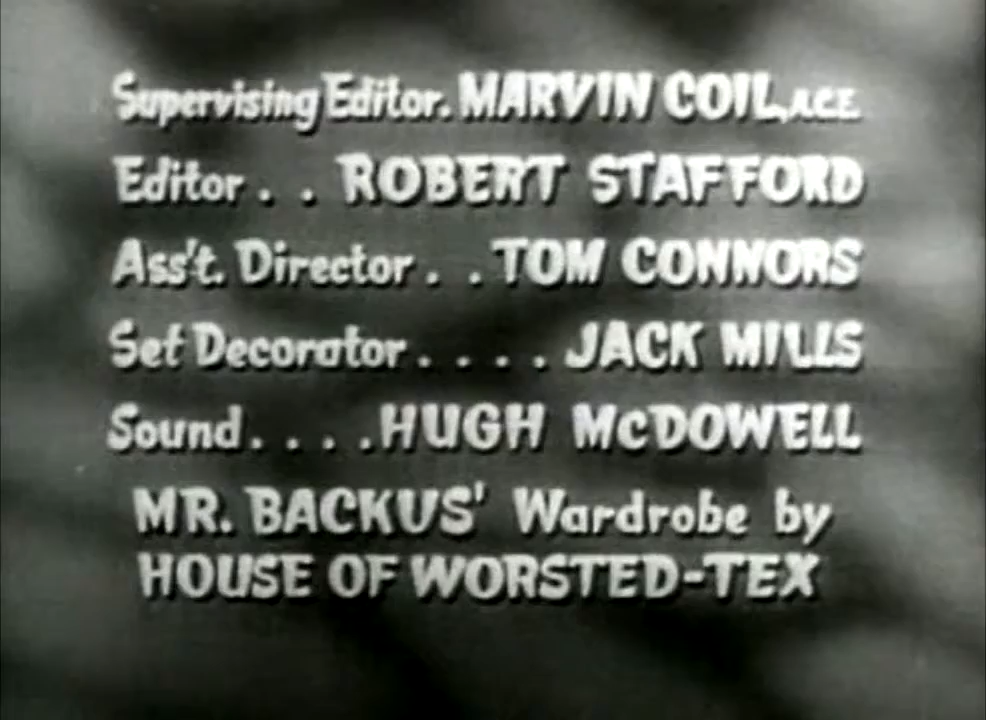 Supervising Editor. MARVIN COIL, ACE
Editor . . ROBERT STAFFORD
Ass't. Director . . TOM CONNORS
Set Decorator . . . . JACK MILLS
Sound . . . . HUGH McDOWELL
MR. BACKUS' Wardrobe by
HOUSE OF WORSTED-TEX